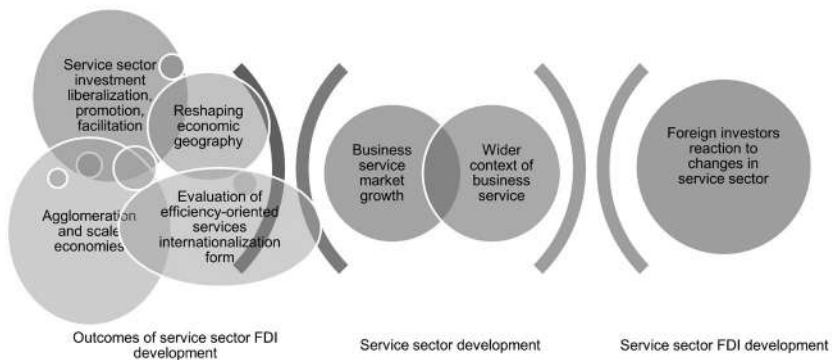 Service sector
investment
liberalization,
promotion,
facilitation
Reshaping
economic
geography
Agglomeration
and scale
economies
Evaluation of
efficiency-oriented
services
internationalization
form
Business
service
market
growth
Wider
context of
business
service
Foreign investors
reaction to
changes in
service sector
Outcomes of service sector FDI
development
Service sector development
Service sector FDI development